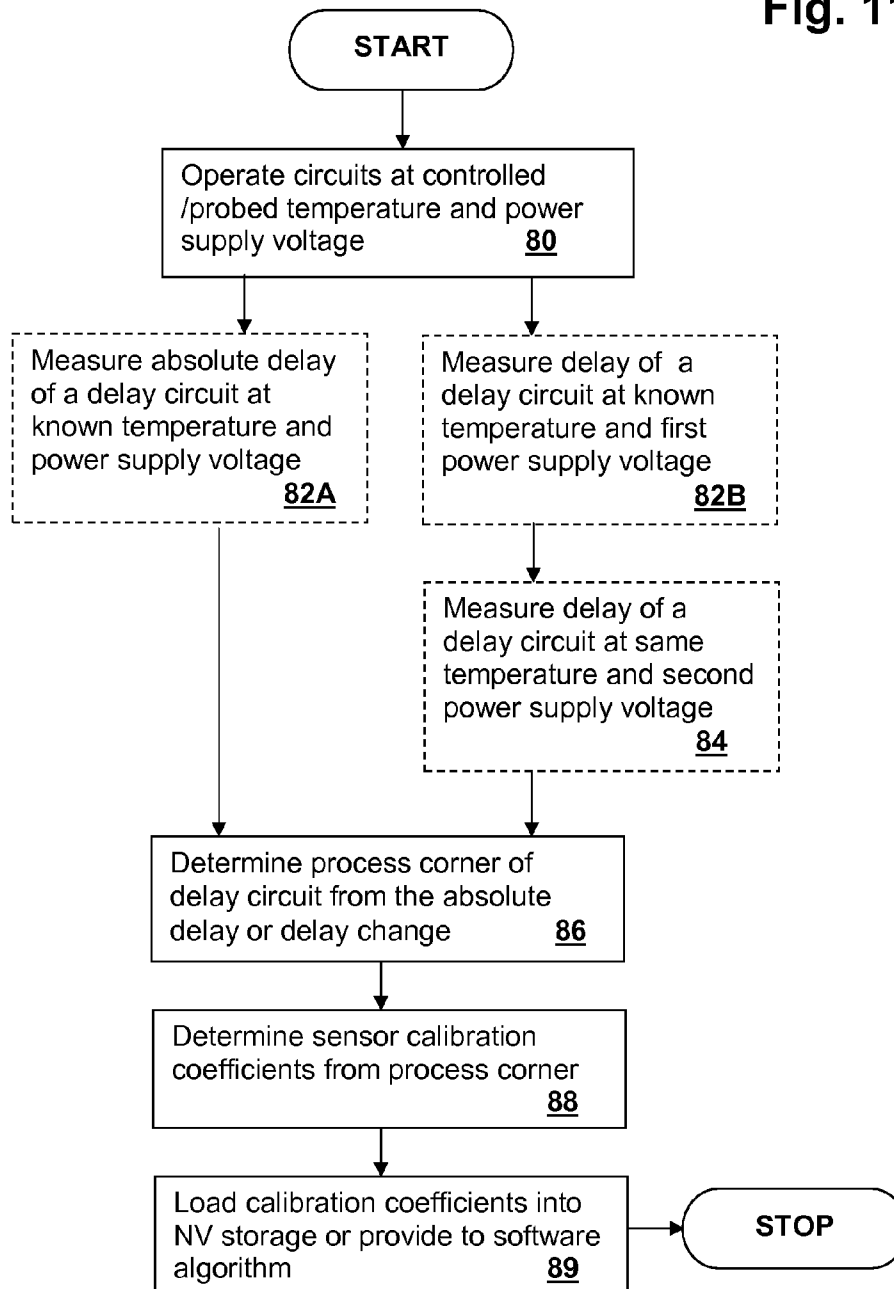 Fig. 11
START
Operate circuits at controlled
/probed temperature and power
supply voltage 80
Measure absolute delay
of a delay circuit at
known temperature and
power supply voltage
82A
Measure delay of a
delay circuit at known
temperature and first
power supply voltage
82B
Measure delay of a
delay circuit at same
temperature and second
power supply voltage
84
Determine process corner of
delay circuit from the absolute
delay or delay change 86
Determine sensor calibration
coefficients from process corner
88
Load calibration coefficients into
NV storage or provide to software
algorithm 89
STOP